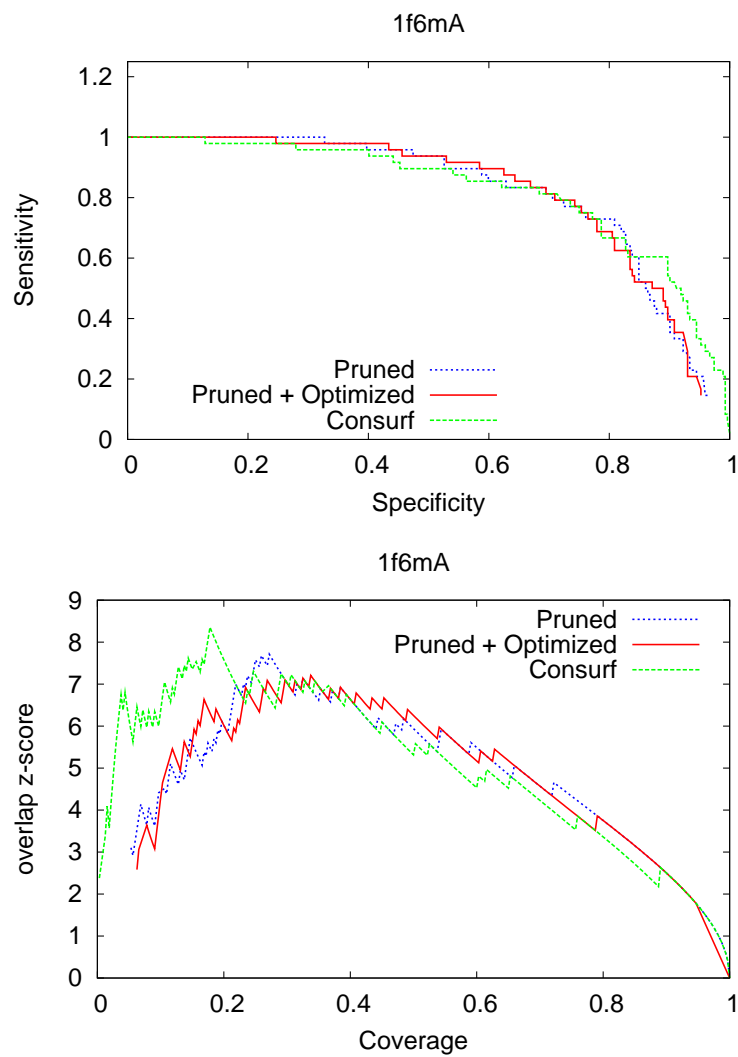 1f6mA
1.2
1
0.8
0.6
0.4
0.2
0
Sensitivity
Pruned
Pruned + Optimized
Consurf
0 0.2 0.4 0.6 0.8 1
Specificity
1f6mA
9
8
7
6
5
4
3
2
1
0
overlap z-score
Pruned
Pruned + Optimized
Consurf
0 0.2 0.4 0.6 0.8 1
Coverage